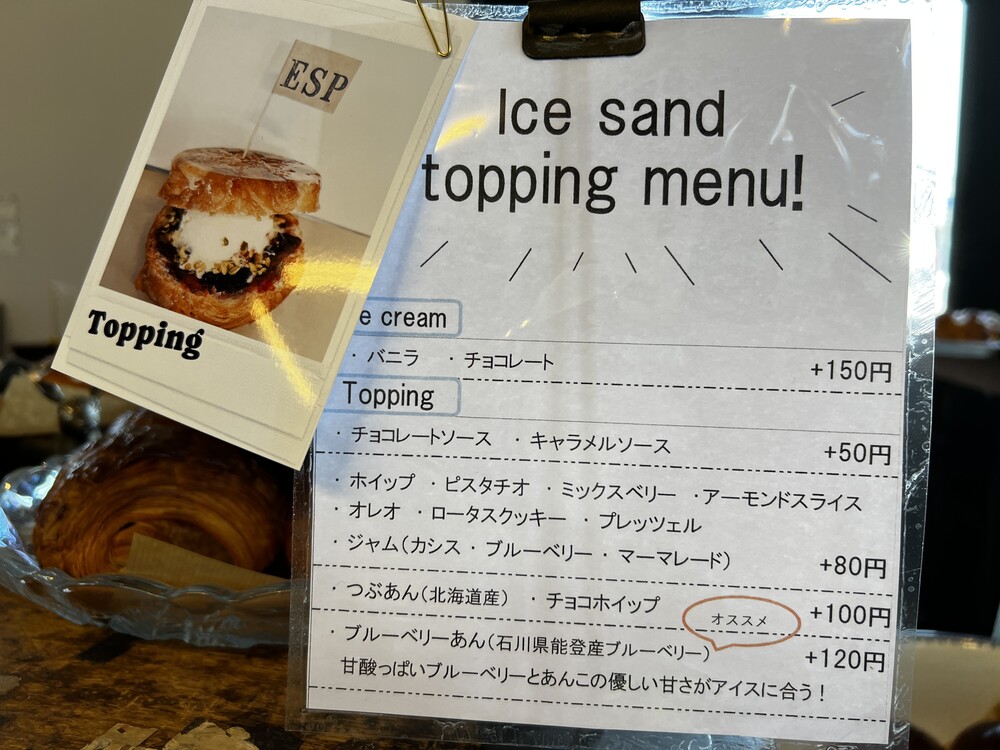 ESP
Topping
Ice sand
topping menu!
e cream
・バニラ ・チョコレート +150円
Topping
・チョコレートソース ・キャラメルソース +50円
・ホイップ ・ピスタチオ ・ミックスベリー ・アーモンドスライス
・オレオ ・ロータスクッキー ・プレッツェル
・ジャム(カシス・ブルーベリー・マーマレード) +80円
・つぶあん(北海道産) ・チョコホイップ +100円
オススメ
・ブルーベリーあん(石川県能登産ブルーベリー) +120円
甘酸っぱいブルーベリーとあんこの優しい甘さがアイスに合う！